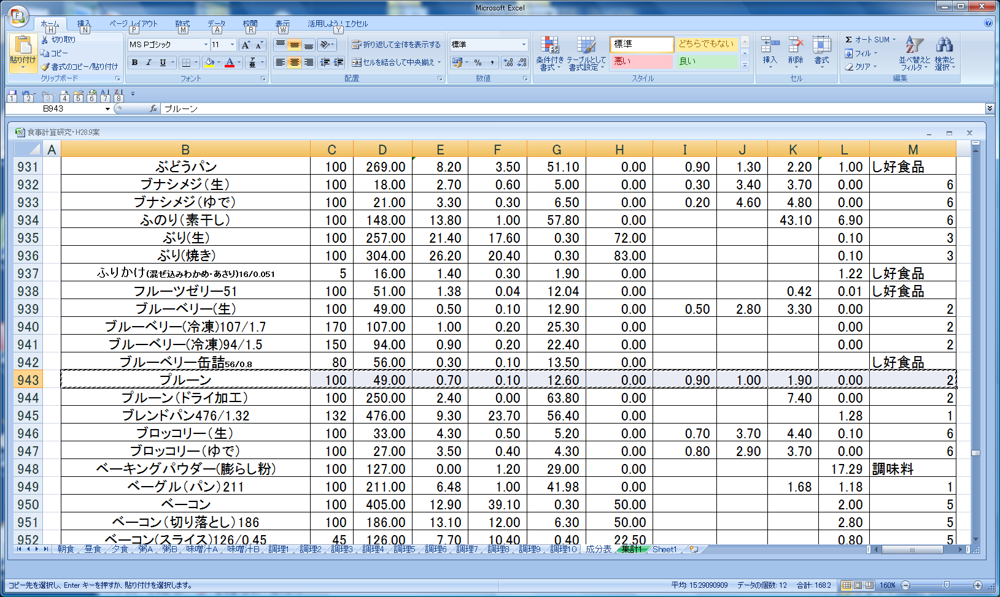 Microsoft Excel
ホーム 挿入 ページ レイアウト 数式 データ 校閲 表示 活用しよう！エクセル
F H N P M A R W Y
切り取り
コピー
書式のコピー/貼り付け
貼り付け
クリップボード
MS Pゴシック 11
B I U
フォント
折り返して全体を表示する
セルを結合して中央揃え
配置
標準
% ,
数値
条件付き書式 テーブルとして書式設定
標準 どちらでもない
悪い 良い
スタイル
挿入 削除 書式
セル
Σ オート SUM
フィル
クリア
並べ替えとフィルタ 検索と選択
編集
1 2 3 4 5 6 7 8
B943 fx プルーン
食事計算研究・H28.9案
A B C D E F G H I J K L M
931 ぶどうパン 100 269.00 8.20 3.50 51.10 0.00 0.90 1.30 2.20 1.00 し好食品
932 ブナシメジ（生） 100 18.00 2.70 0.60 5.00 0.00 0.30 3.40 3.70 0.00 6
933 ブナシメジ（ゆで） 100 21.00 3.30 0.30 6.50 0.00 0.20 4.60 4.80 0.00 6
934 ふのり（素干し） 100 148.00 13.80 1.00 57.80 0.00 43.10 6.90 6
935 ぶり(生） 100 257.00 21.40 17.60 0.30 72.00 0.10 3
936 ぶり(焼き) 100 304.00 26.20 20.40 0.30 83.00 0.10 3
937 ふりかけ(混ぜ込みわかめ・あさり)16/0.051 5 16.00 1.40 0.30 1.90 0.00 1.22 し好食品
938 フルーツゼリー51 100 51.00 1.38 0.04 12.04 0.00 0.42 0.01 し好食品
939 ブルーベリー（生） 100 49.00 0.50 0.10 12.90 0.00 0.50 2.80 3.30 0.00 2
940 ブルーベリー(冷凍)107/1.7 170 107.00 1.00 0.20 25.30 0.00 0.00 2
941 ブルーベリー(冷凍)94/1.5 150 94.00 0.90 0.20 22.40 0.00 0.00 2
942 ブルーベリー缶詰56/0.8 80 56.00 0.30 0.10 13.50 0.00 し好食品
943 プルーン 100 49.00 0.70 0.10 12.60 0.00 0.90 1.00 1.90 0.00 2
944 プルーン（ドライ加工） 100 250.00 2.40 0.00 63.80 0.00 7.40 0.00 2
945 ブレンドパン476/1.32 132 476.00 9.30 23.70 56.40 0.00 1.28 1
946 ブロッコリー（生） 100 33.00 4.30 0.50 5.20 0.00 0.70 3.70 4.40 0.10 6
947 ブロッコリー（ゆで） 100 27.00 3.50 0.40 4.30 0.00 0.80 2.90 3.70 0.00 6
948 ベーキングパウダー(膨らし粉） 100 127.00 0.00 1.20 29.00 0.00 17.29 調味料
949 ベーグル（パン）211 100 211.00 6.48 1.00 41.98 0.00 1.68 1.18 1
950 ベーコン 100 405.00 12.90 39.10 0.30 50.00 2.00 5
951 ベーコン（切り落とし）186 100 186.00 13.10 12.00 6.30 50.00 2.80 5
952 ベーコン(スライス)126/0.45 45 126.00 7.70 10.40 0.40 22.50 0.80 5
朝食 昼食 夕食 粥A 粥B 味噌汁A 味噌汁B 調理1 調理2 調理3 調理4 調理5 調理6 調理7 調理8 調理9 調理10 成分表 集計1 Sheet1
コピー先を選択し、Enter キーを押すか、貼り付けを選択します。 平均: 15.29090909 データの個数: 12 合計: 168.2 160%